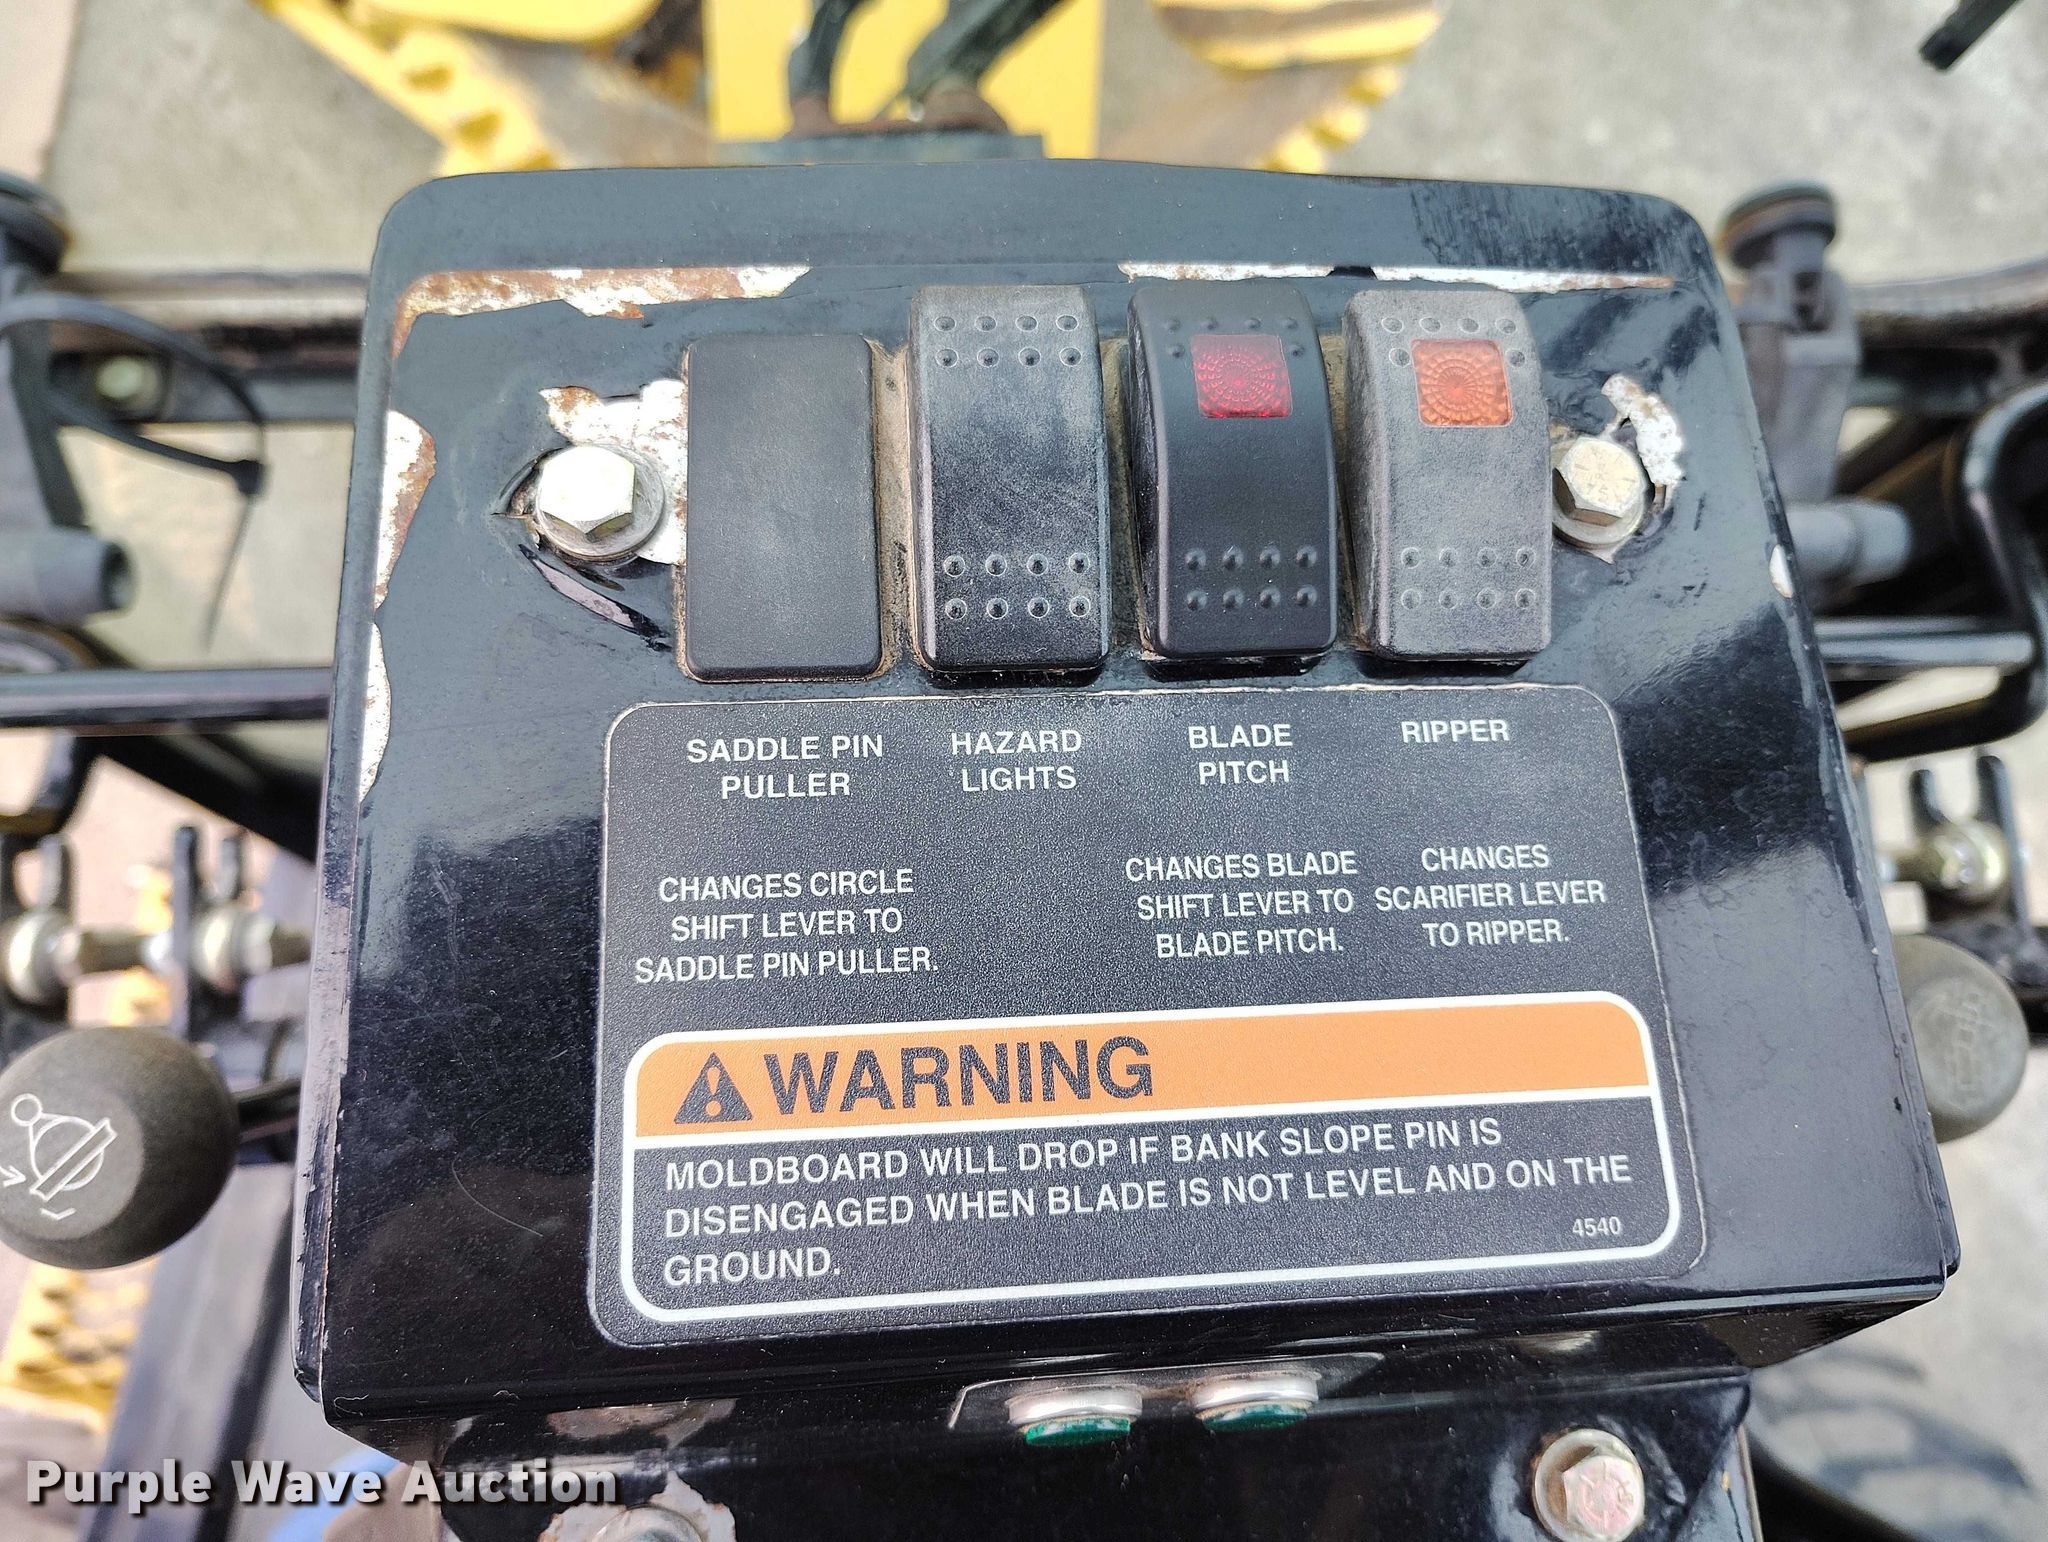 SADDLE PIN
PULLER
HAZARD
LIGHTS
BLADE
PITCH
RIPPER
CHANGES CIRCLE
SHIFT LEVER TO
SADDLE PIN PULLER.
CHANGES BLADE
SHIFT LEVER TO
BLADE PITCH.
CHANGES
SCARIFIER LEVER
TO RIPPER.
WARNING
MOLDBOARD WILL DROP IF BANK SLOPE PIN IS
DISENGAGED WHEN BLADE IS NOT LEVEL AND ON THE
GROUND.
4540
Purple Wave Auction